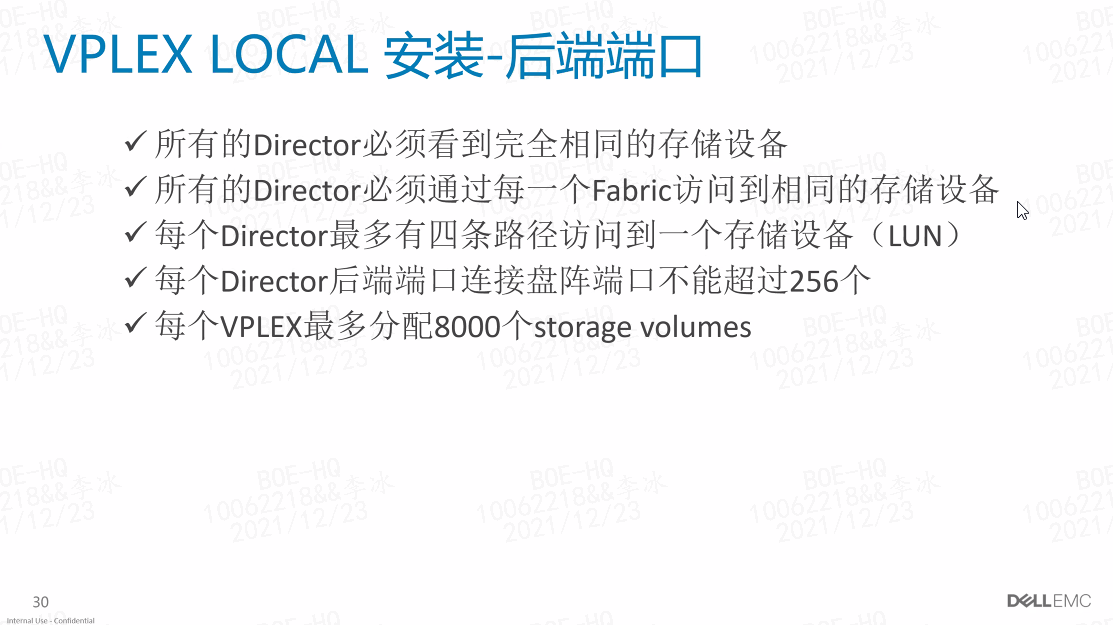 VPLEX LOCAL 安装-后端端口
✓ 所有的Director必须看到完全相同的存储设备
✓ 所有的Director必须通过每一个Fabric访问到相同的存储设备
✓ 每个Director最多有四条路径访问到一个存储设备（LUN）
✓ 每个Director后端端口连接盘阵端口不能超过256个
✓ 每个VPLEX最多分配8000个storage volumes
BOE-HQ
10062218&&李冰
2021/12/23
30
Internal Use - Confidential
DELLEMC